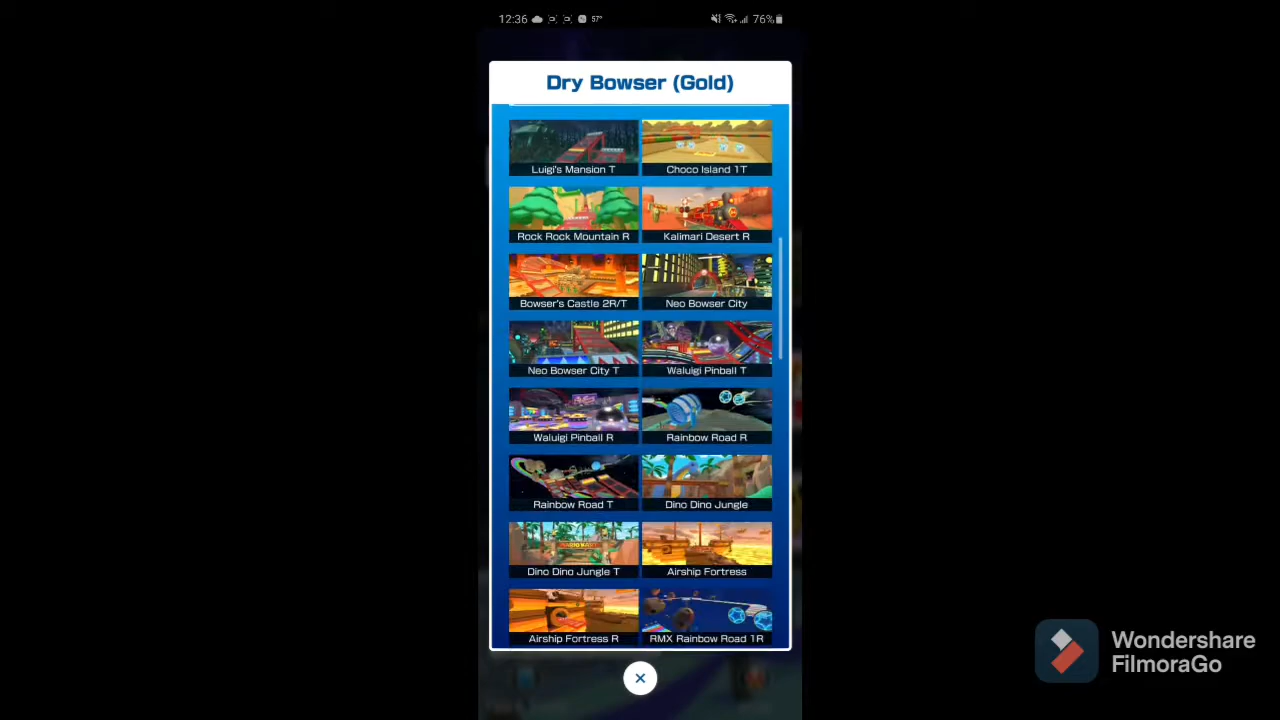 12:36 57° 76%
Dry Bowser (Gold)
Luigi's Mansion T Choco Island 1T
Rock Rock Mountain R Kalimari Desert R
Bowser's Castle 2R/T Neo Bowser City
Neo Bowser City T Waluigi Pinball T
Waluigi Pinball R Rainbow Road R
Rainbow Road T Dino Dino Jungle
Dino Dino Jungle T Airship Fortress
Airship Fortress R RMX Rainbow Road 1R
Wondershare
FilmoraGo